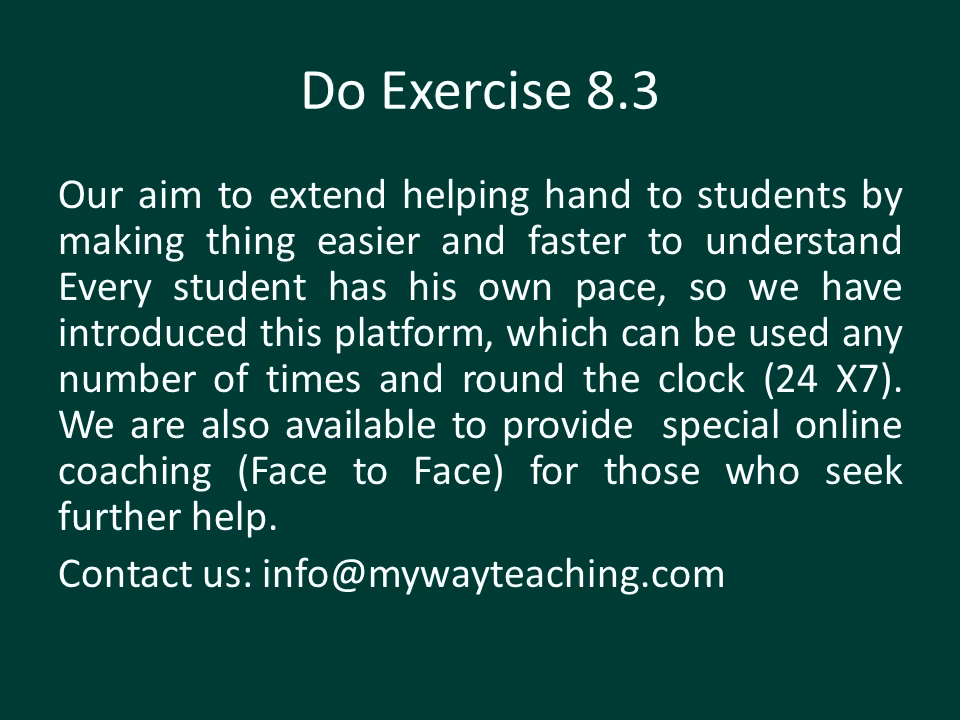 Do Exercise 8.3
Our aim to extend helping hand to students by
making thing easier and faster to understand
Every student has his own pace, so we have
introduced this platform, which can be used any
number of times and round the clock (24 X7).
We are also available to provide  special online
coaching (Face to Face) for those who seek
further help.
Contact us: info@mywayteaching.com